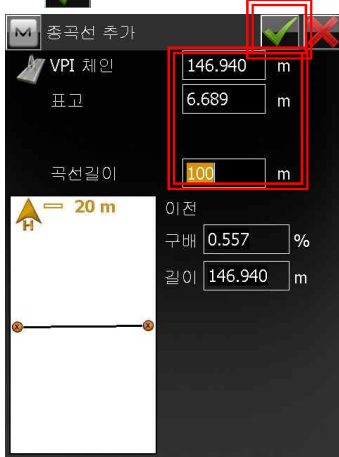 M 종곡선 추가
VPI 체인 146.940 m
표고 6.689 m
곡선길이 100 m
20 m
H
이전
구배 0.557 %
길이 146.940 m
x x